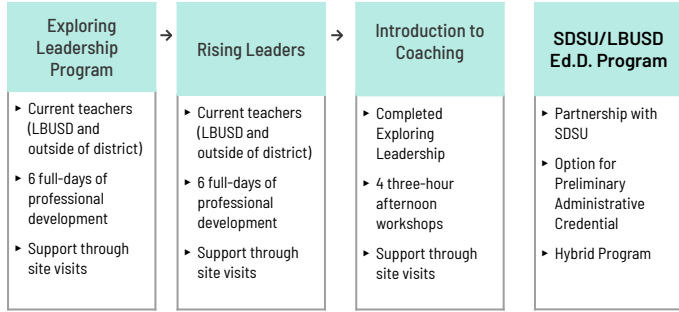 Exploring
Leadership
Program
→
▸ Current teachers
(LBUSD and
outside of district)
▸ 6 full-days of
professional
development
▸ Support through
site visits
Rising Leaders
→
▸ Current teachers
(LBUSD and
outside of district)
▸ 6 full-days of
professional
development
▸ Support through
site visits
Introduction to
Coaching
▸ Completed
Exploring
Leadership
▸ 4 three-hour
afternoon
workshops
▸ Support through
site visits
SDSU/LBUSD
Ed.D. Program
▸ Partnership with
SDSU
▸ Option for
Preliminary
Administrative
Credential
▸ Hybrid Program